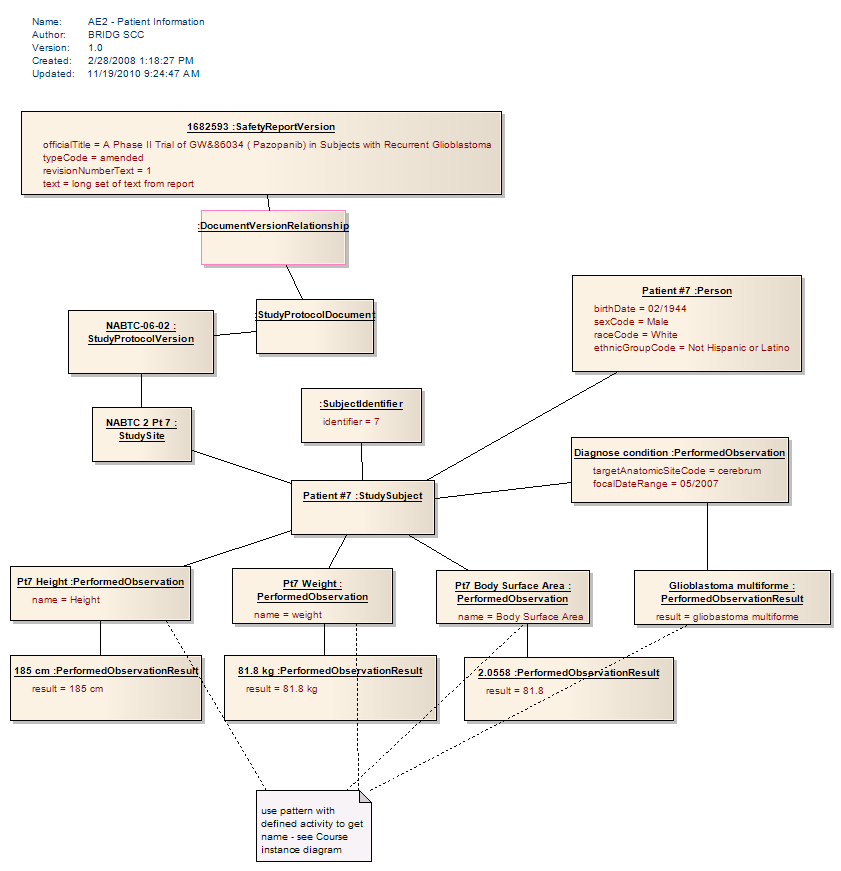 Name: AE2 - Patient Information
Author: BRIDG SCC
Version: 1.0
Created: 2/28/2008 1:18:27 PM
Updated: 11/19/2010 9:24:47 AM
1682593 :SafetyReportVersion
officialTitle = A Phase II Trial of GW&86034 ( Pazopanib) in Subjects with Recurrent Glioblastoma
typeCode = amended
revisionNumberText = 1
text = long set of text from report
:DocumentVersionRelationship
:StudyProtocolDocument
NABTC-06-02 :
StudyProtocolVersion
Patient #7 :Person
birthDate = 02/1944
sexCode = Male
raceCode = White
ethnicGroupCode = Not Hispanic or Latino
:SubjectIdentifier
identifier = 7
NABTC 2 Pt 7 :
StudySite
Diagnose condition :PerformedObservation
targetAnatomicSiteCode = cerebrum
focalDateRange = 05/2007
Patient #7 :StudySubject
Pt7 Height :PerformedObservation
name = Height
Pt7 Weight :
PerformedObservation
name = weight
Pt7 Body Surface Area :
PerformedObservation
name = Body Surface Area
Glioblastoma multiforme :
PerformedObservationResult
result = gliobastoma multiforme
185 cm :PerformedObservationResult
result = 185 cm
81.8 kg :PerformedObservationResult
result = 81.8 kg
2.0558 :PerformedObservationResult
result = 81.8
use pattern with
defined activity to get
name - see Course
instance diagram